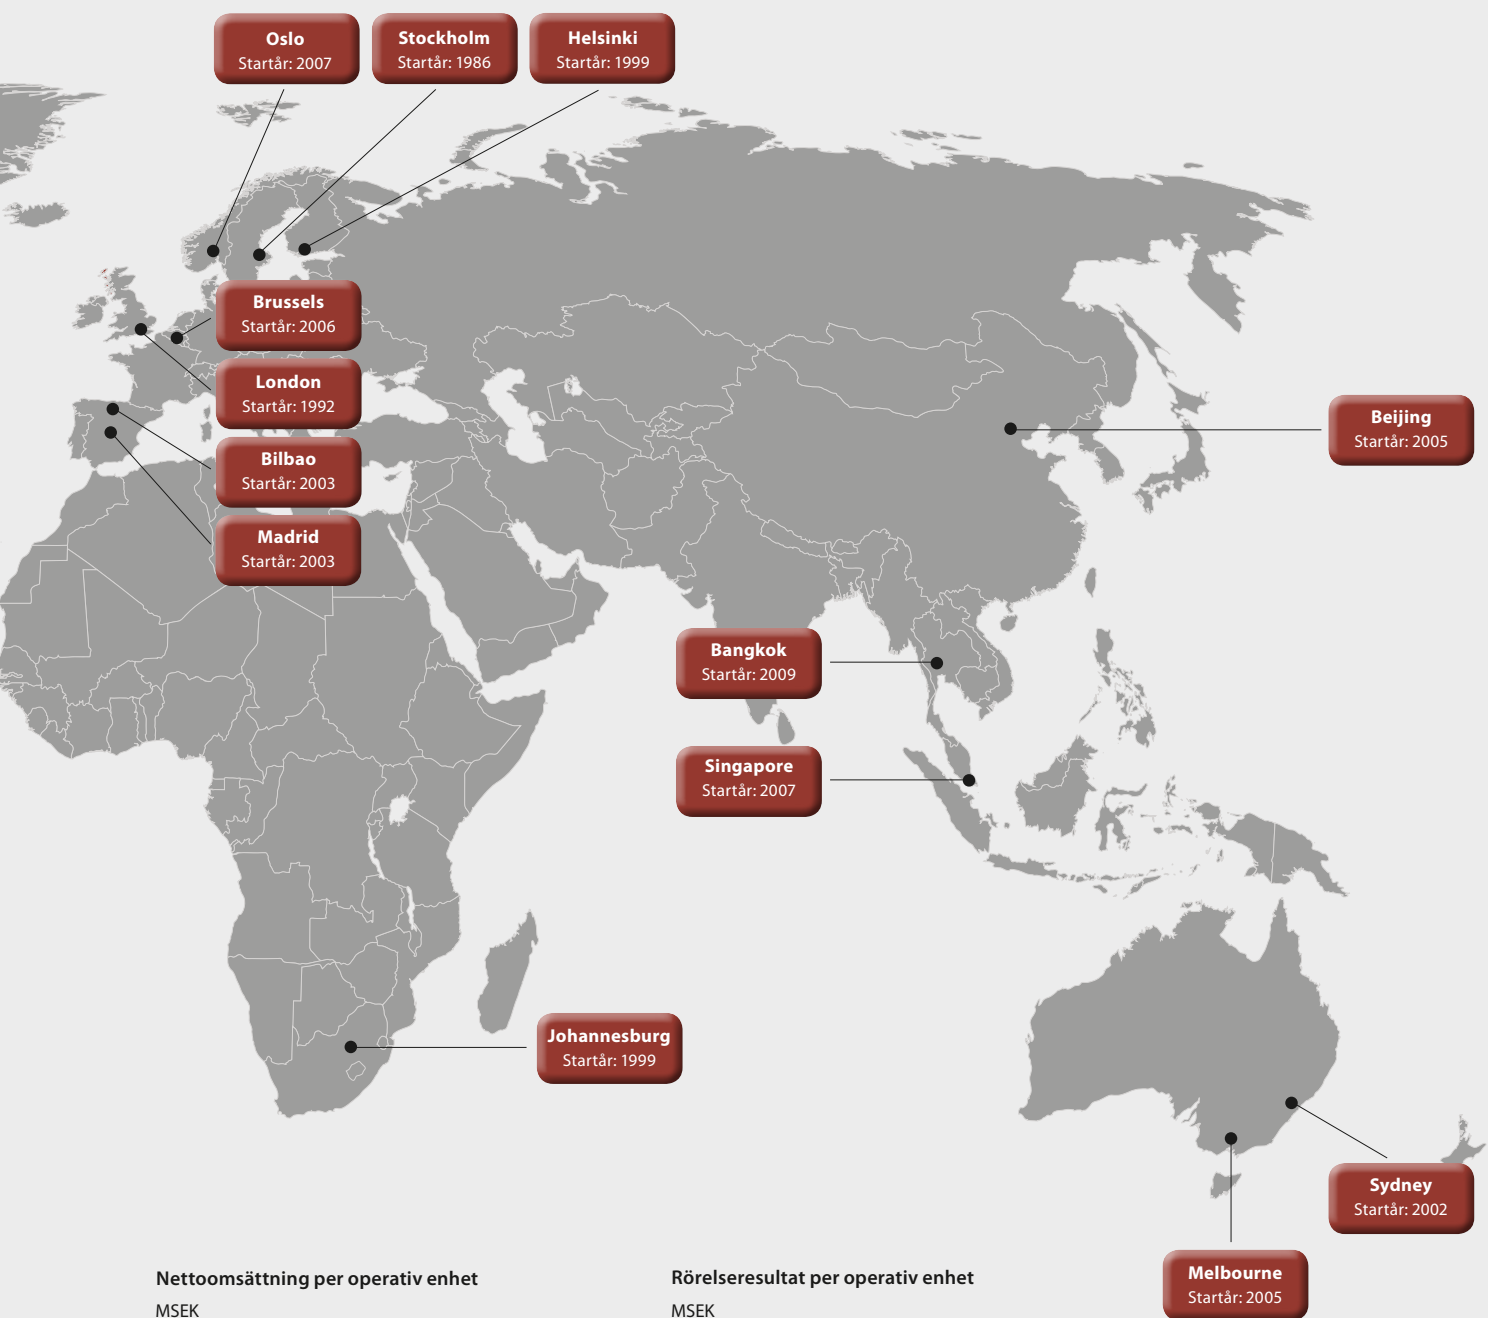 Oslo
Startår: 2007
Stockholm
Startår: 1986
Helsinki
Startår: 1999
Brussels
Startår: 2006
London
Startår: 1992
Bilbao
Startår: 2003
Madrid
Startår: 2003
Beijing
Startår: 2005
Bangkok
Startår: 2009
Singapore
Startår: 2007
Johannesburg
Startår: 1999
Sydney
Startår: 2002
Melbourne
Startår: 2005
Nettoomsättning per operativ enhet
MSEK
Rörelseresultat per operativ enhet
MSEK